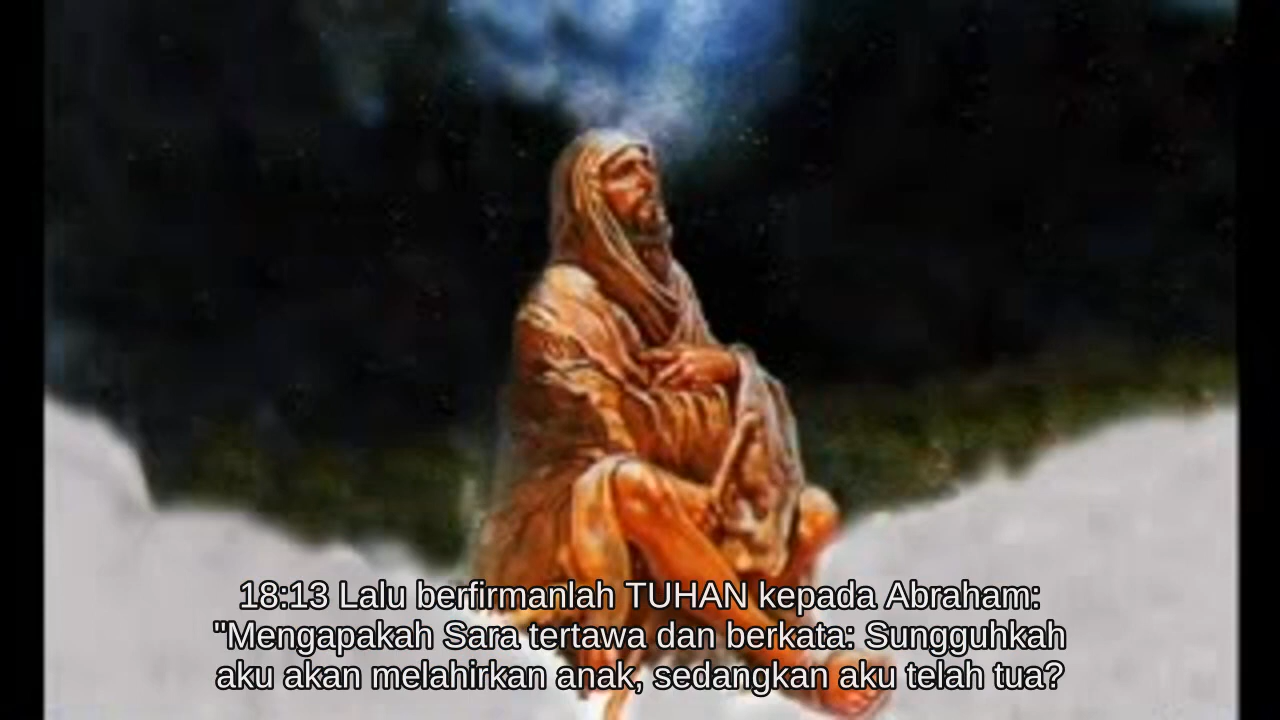 18:13 Lalu berfirmanlah TUHAN kepada Abraham:
"Mengapakah Sara tertawa dan berkata: Sungguhkah
aku akan melahirkan anak, sedangkan aku telah tua?